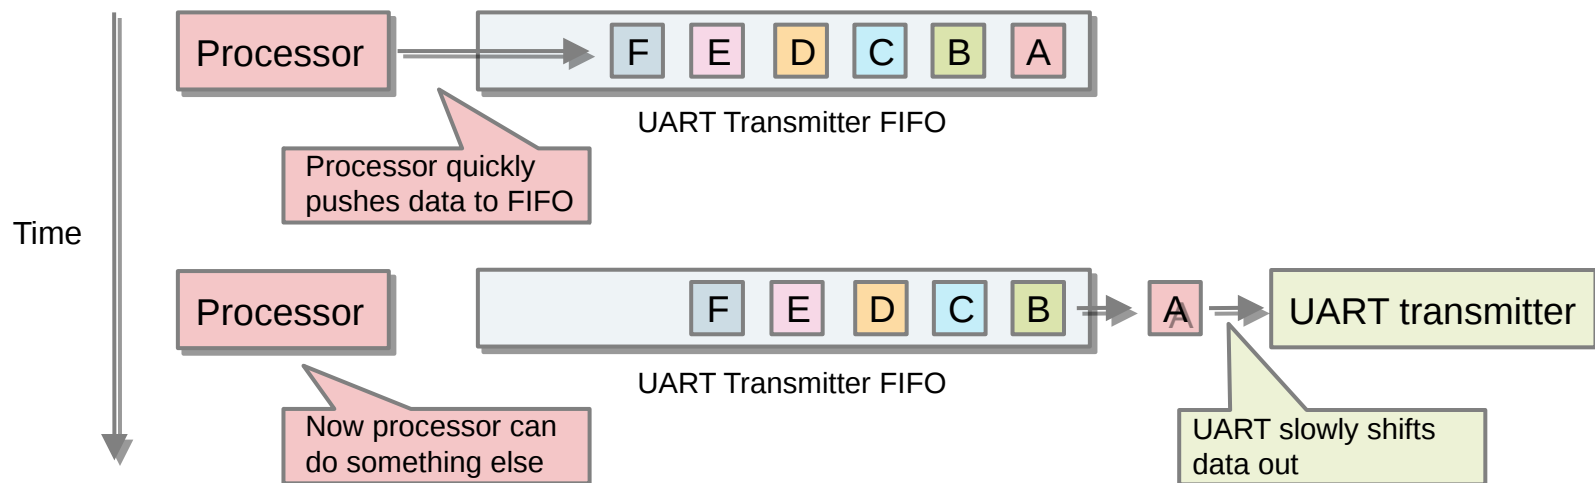 Processor
F E D C B A
UART Transmitter FIFO
Processor quickly
pushes data to FIFO
Time
Processor
F E D C B
A
UART transmitter
UART Transmitter FIFO
Now processor can
do something else
UART slowly shifts
data out